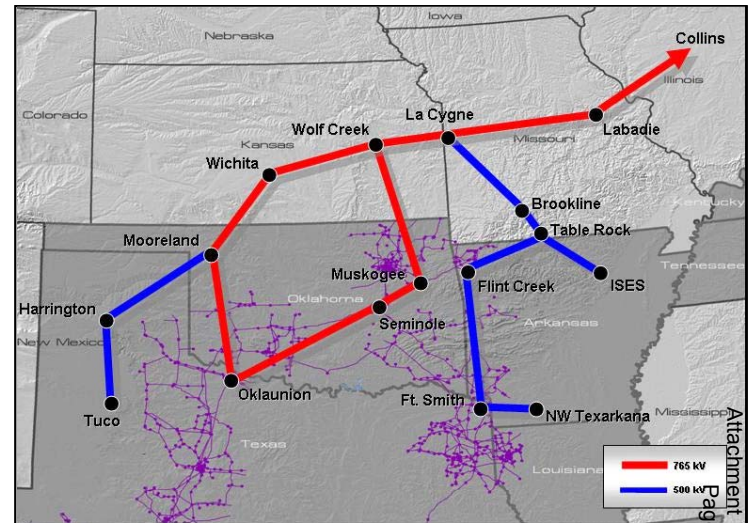 Iowa
Nebraska
Collins
Illinois
Colorado
La Cygne
Wolf Creek
Labadie
Kansas
Missouri
Wichita
Brookline
Kentucky
Table Rock
Mooreland
Tennessee
Muskogee
Flint Creek
ISES
Oklahoma
Harrington
Seminole
Arkansas
New Mexico
Oklaunion
Ft. Smith
NW Texarkana
Mississippi
Tuco
Texas
Louisiana
765 kV
500 kV
Attachment
Pag